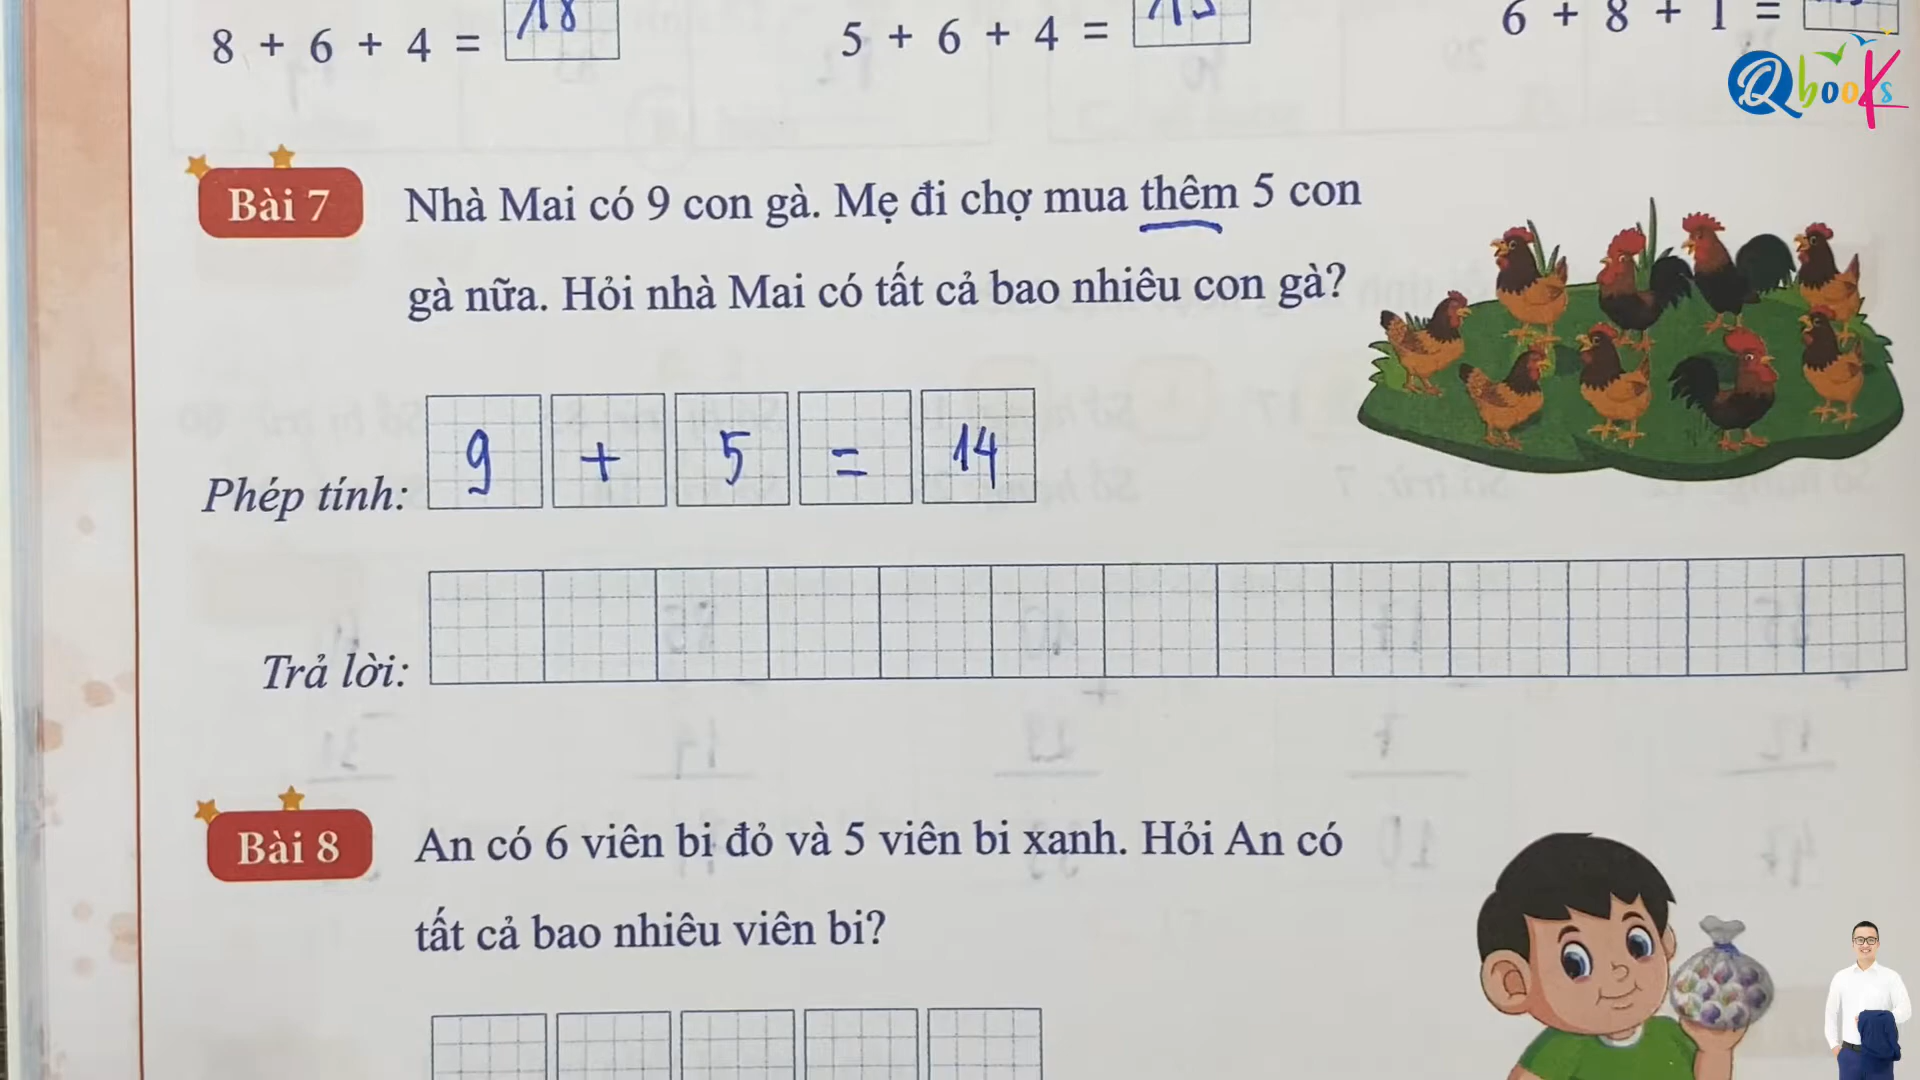 8 + 6 + 4 = 18
5 + 6 + 4 = 15
6 + 8 + 1 =
Qbooks
Bài 7
Nhà Mai có 9 con gà. Mẹ đi chợ mua thêm 5 con
gà nữa. Hỏi nhà Mai có tất cả bao nhiêu con gà?
Phép tính: 9 + 5 = 14
Trả lời:
Bài 8
An có 6 viên bi đỏ và 5 viên bi xanh. Hỏi An có
tất cả bao nhiêu viên bi?